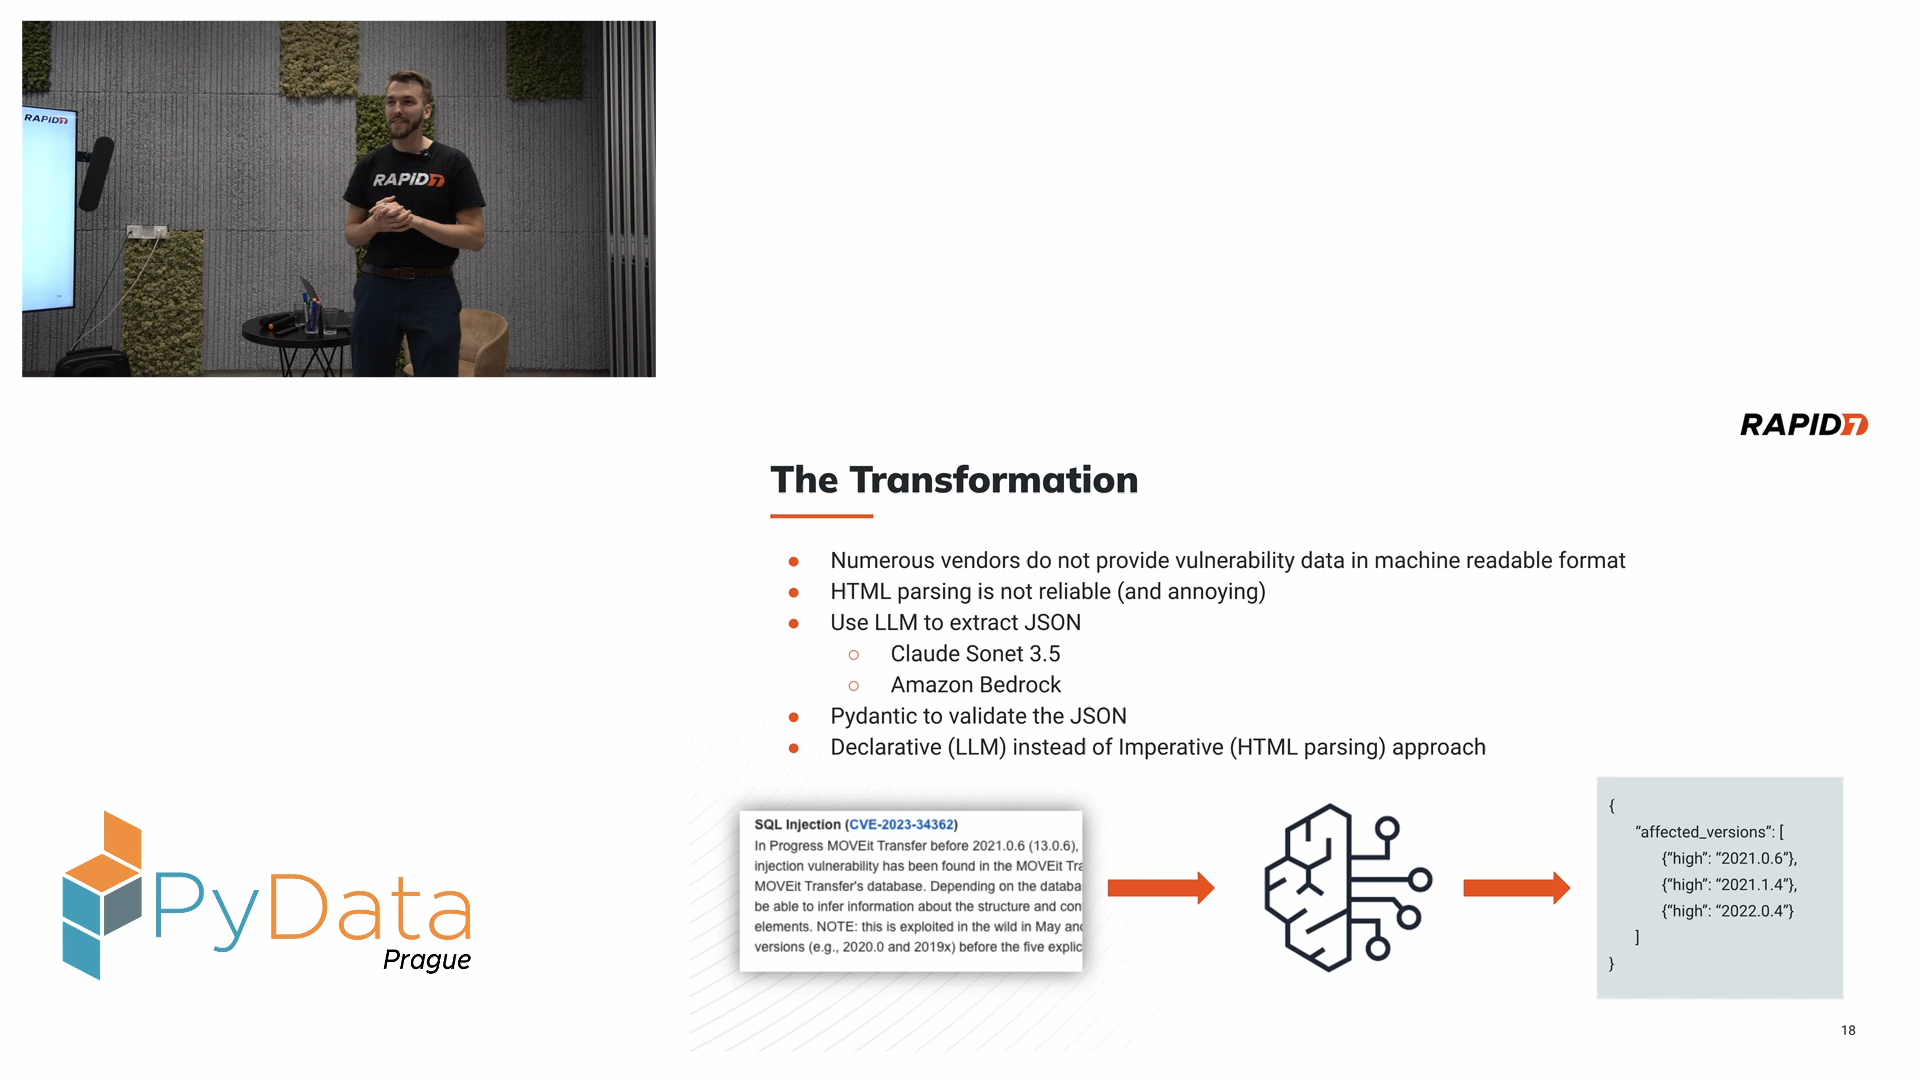 RAPID7
RAPID7
RAPID7
The Transformation
Numerous vendors do not provide vulnerability data in machine readable format
HTML parsing is not reliable (and annoying)
Use LLM to extract JSON
Claude Sonet 3.5
Amazon Bedrock
Pydantic to validate the JSON
Declarative (LLM) instead of Imperative (HTML parsing) approach
SQL Injection (CVE-2023-34362)
In Progress MOVEit Transfer before 2021.0.6 (13.0.6),
injection vulnerability has been found in the MOVEit Tra
MOVEit Transfer's database. Depending on the databa
be able to infer information about the structure and con
elements. NOTE: this is exploited in the wild in May and
versions (e.g., 2020.0 and 2019x) before the five explic
{
“affected_versions”: [
{“high”: “2021.0.6”},
{“high”: “2021.1.4”},
{“high”: “2022.0.4”}
]
}
18
PyData
Prague